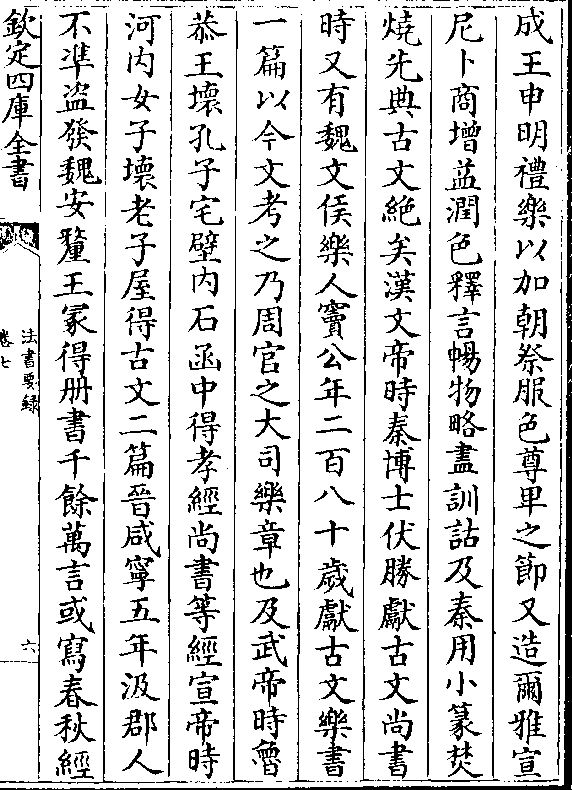 成王申明禮樂以加朝祭服色尊卑之節又造爾雅宣
尼卜商增益潤色釋言暢物略盡訓詁及秦用小篆焚
燒先典古文絶矣漢文帝時秦博士伏勝獻古文尚書
時又有魏文侯樂人竇公年二百八十歲獻古文樂書
一篇以今文考之乃周官之大司樂章也及武帝時魯
恭王壞孔子宅壁内石函中得孝經尚書等經宣帝時
河内女子壞老子屋得古文二篇晉咸寧五年汲郡人
不凖盜發魏安釐王冢得册書千餘萬言或寫春秋經
欽定四庫全書
法書要録
卷七
六